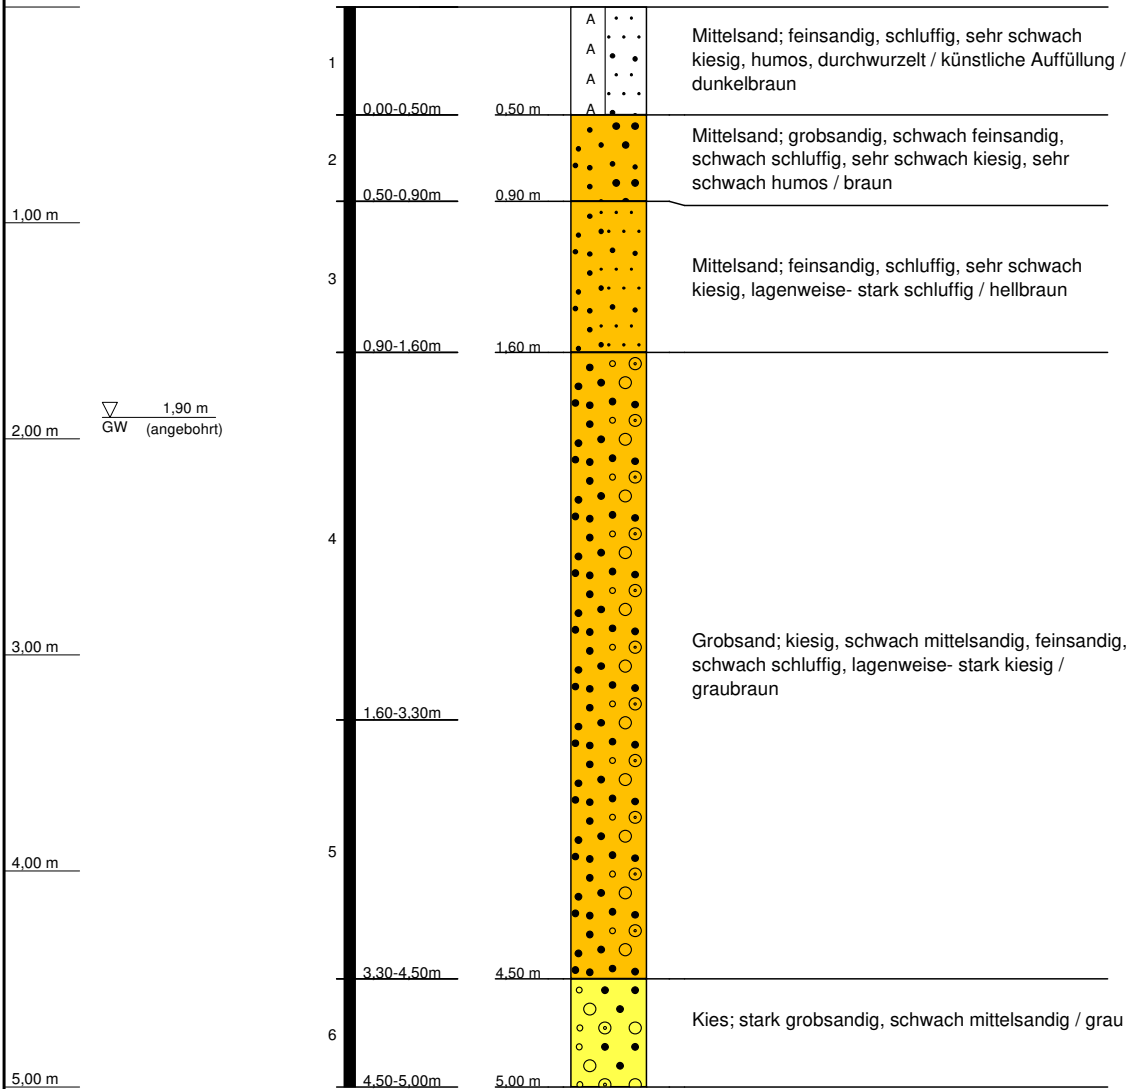 A
A
A
A
1
0,00-0,50m
0,50 m
Mittelsand; feinsandig, schluffig, sehr schwach
kiesig, humos, durchwurzelt / künstliche Auffüllung /
dunkelbraun
2
0,50-0,90m
0,90 m
Mittelsand; grobsandig, schwach feinsandig,
schwach schluffig, sehr schwach kiesig, sehr
schwach humos / braun
1,00 m
3
0,90-1,60m
1,60 m
Mittelsand; feinsandig, schluffig, sehr schwach
kiesig, lagenweise- stark schluffig / hellbraun
1,90 m
GW (angebohrt)
2,00 m
4
1,60-3,30m
3,00 m
Grobsand; kiesig, schwach mittelsandig, feinsandig,
schwach schluffig, lagenweise- stark kiesig /
graubraun
4,00 m
5
3,30-4,50m
4,50 m
6
Kies; stark grobsandig, schwach mittelsandig / grau
5,00 m
4,50-5,00m
5,00 m